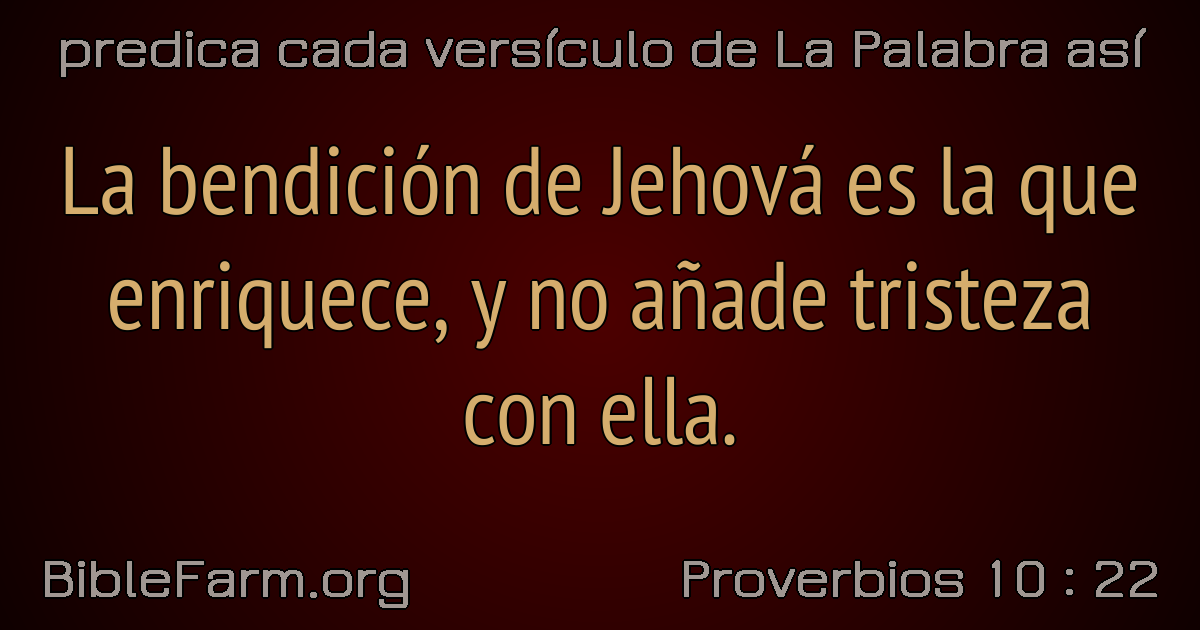 predica cada versículo de La Palabra así
La bendición de Jehová es la que
enriquece, y no añade tristeza
con ella.
BibleFarm.org
Proverbios 10 : 22